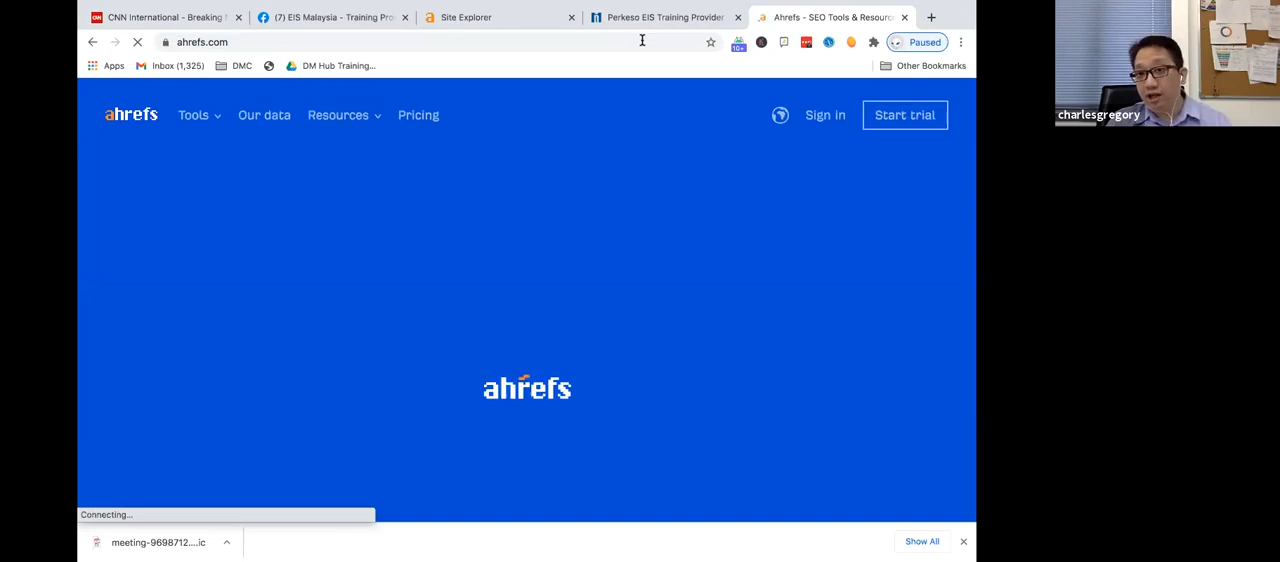 CNN International - Breaking N
(7) EIS Malaysia - Training Pro
Site Explorer
Perkeso EIS Training Provider
Ahrefs - SEO Tools & Resourc
ahrefs.com
10+
Paused
Apps
Inbox (1,325)
DMC
DM Hub Training...
Other Bookmarks
ahrefs
Tools
Our data
Resources
Pricing
Sign in
Start trial
charlesgregory
ahrefs
Connecting...
meeting-9698712....ic
Show All